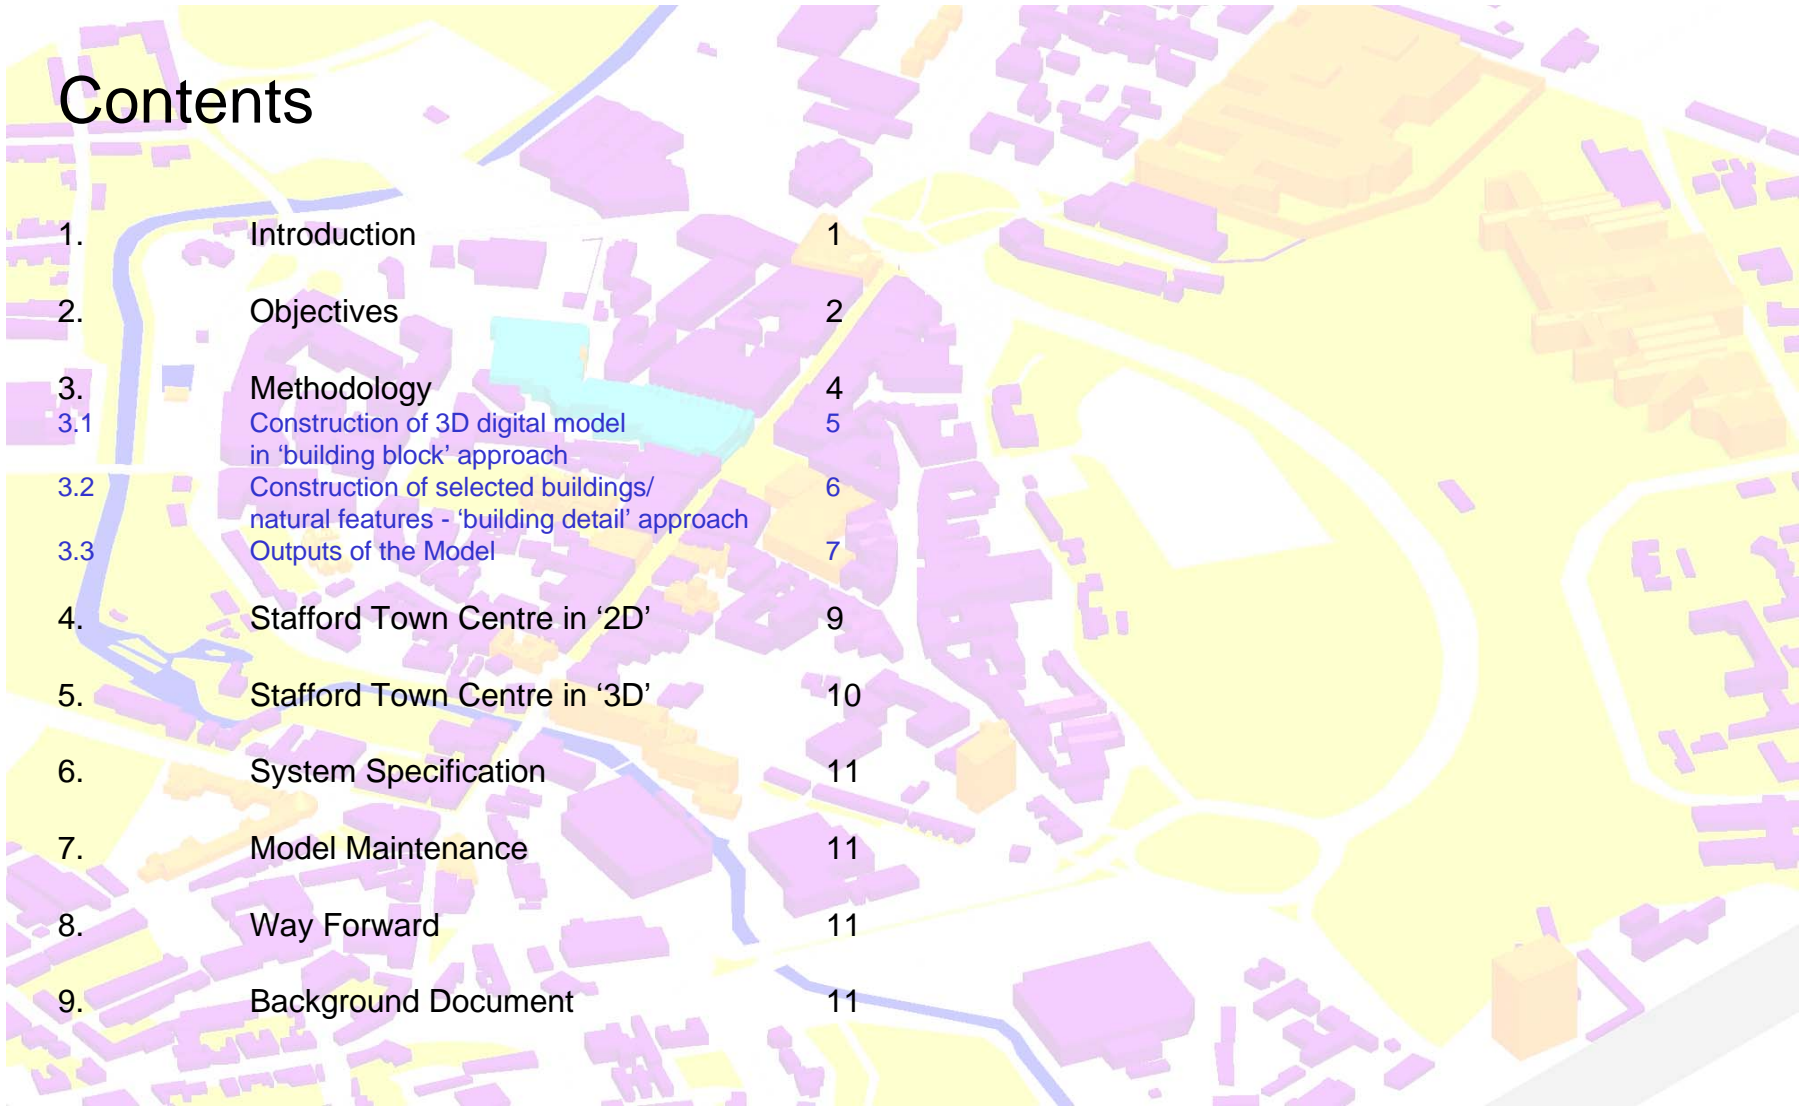 Contents
1. Introduction 1
2. Objectives 2
3. Methodology 4
3.1 Construction of 3D digital model 5
in ‘building block’ approach
3.2 Construction of selected buildings/ 6
natural features - ‘building detail’ approach
3.3 Outputs of the Model 7
4. Stafford Town Centre in ‘2D’ 9
5. Stafford Town Centre in ‘3D’ 10
6. System Specification 11
7. Model Maintenance 11
8. Way Forward 11
9. Background Document 11